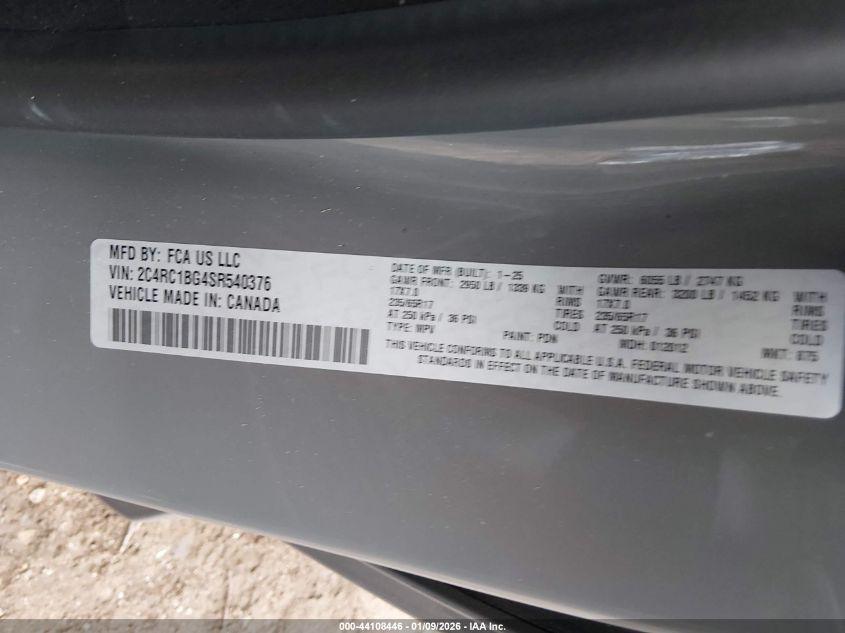 MFD BY: FCA US LLC
VIN: 2C4RC1BG4SR540376
VEHICLE MADE IN: CANADA
DATE OF MFR (BUILT): 1-25
GAWR FRONT: 2950 LB / 1339 KG WITH
17X7.0 RIMS
235/65R17 TIRES
AT 250 kPa / 36 PSI COLD
TYPE: MPV PAINT: PDN
GVWR: 6055 LB / 2747 KG
GAWR REAR: 3200 LB / 1452 KG WITH
17X7.0 RIMS
235/65R17 TIRES
AT 250 kPa / 36 PSI COLD
MDH: 012012
THIS VEHICLE CONFORMS TO ALL APPLICABLE U.S.A. FEDERAL MOTOR VEHICLE SAFETY
STANDARDS IN EFFECT ON THE DATE OF MANUFACTURE SHOWN ABOVE.
000-44108446 - 01/09/2026 - IAA Inc.